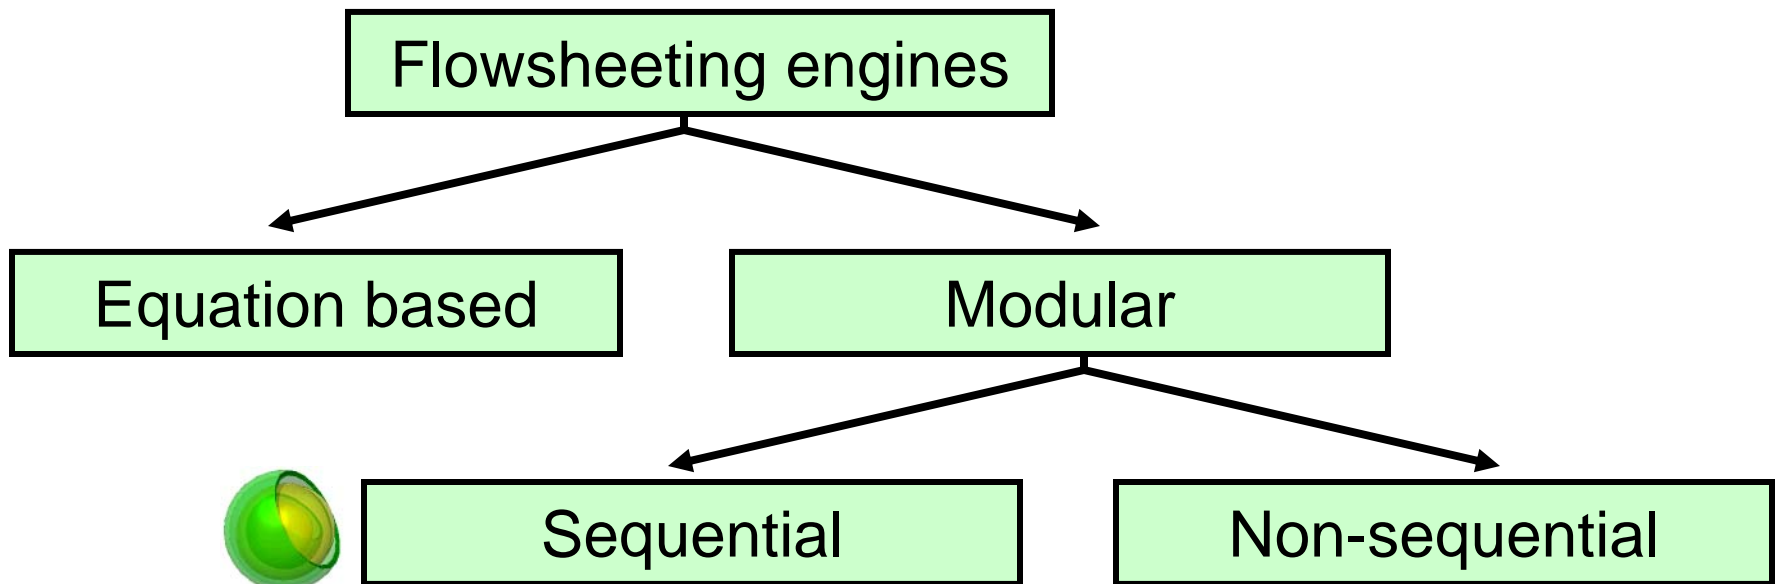 Flowsheeting engines
Equation based
Modular
Sequential
Non-sequential